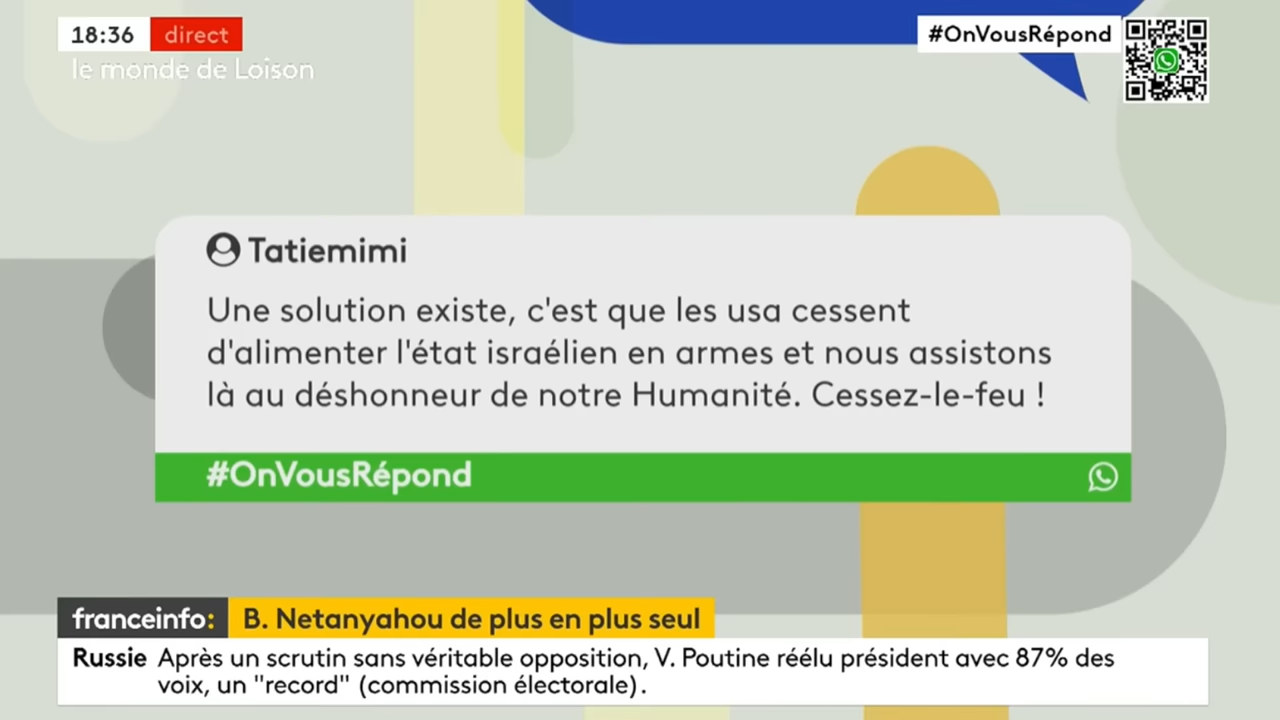 18:36 direct
le monde de Loison
#OnVousRépond
Tatiemimi
Une solution existe, c'est que les usa cessent
d'alimenter l'état israélien en armes et nous assistons
là au déshonneur de notre Humanité. Cessez-le-feu !
#OnVousRépond
franceinfo: B. Netanyahou de plus en plus seul
Russie Après un scrutin sans véritable opposition, V. Poutine réélu président avec 87% des
voix, un "record" (commission électorale).